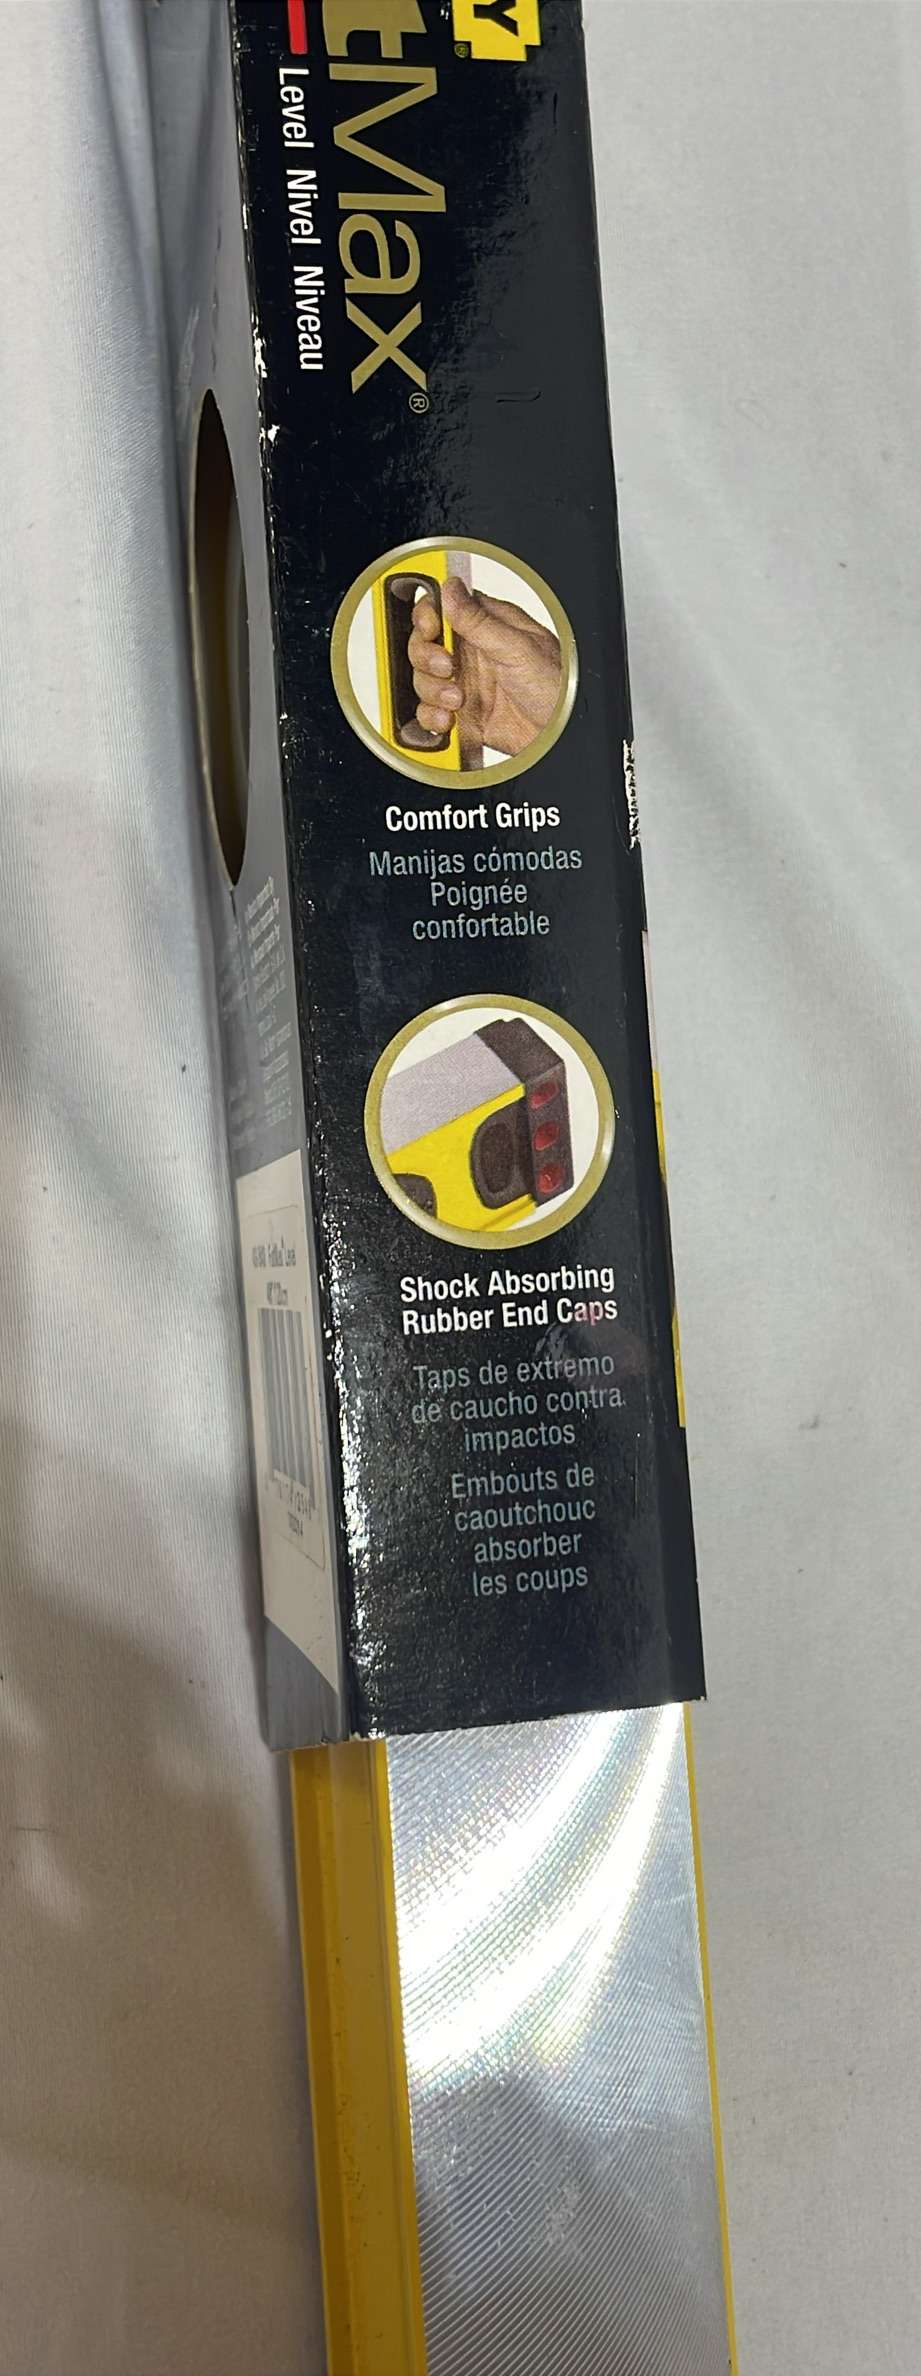 Y®
tMax®
Level Nivel Niveau
Comfort Grips
Manijas cómodas
Poignée
confortable
Shock Absorbing
Rubber End Caps
Taps de extremo
de caucho contra
impactos
Embouts de
caoutchouc
absorber
les coups